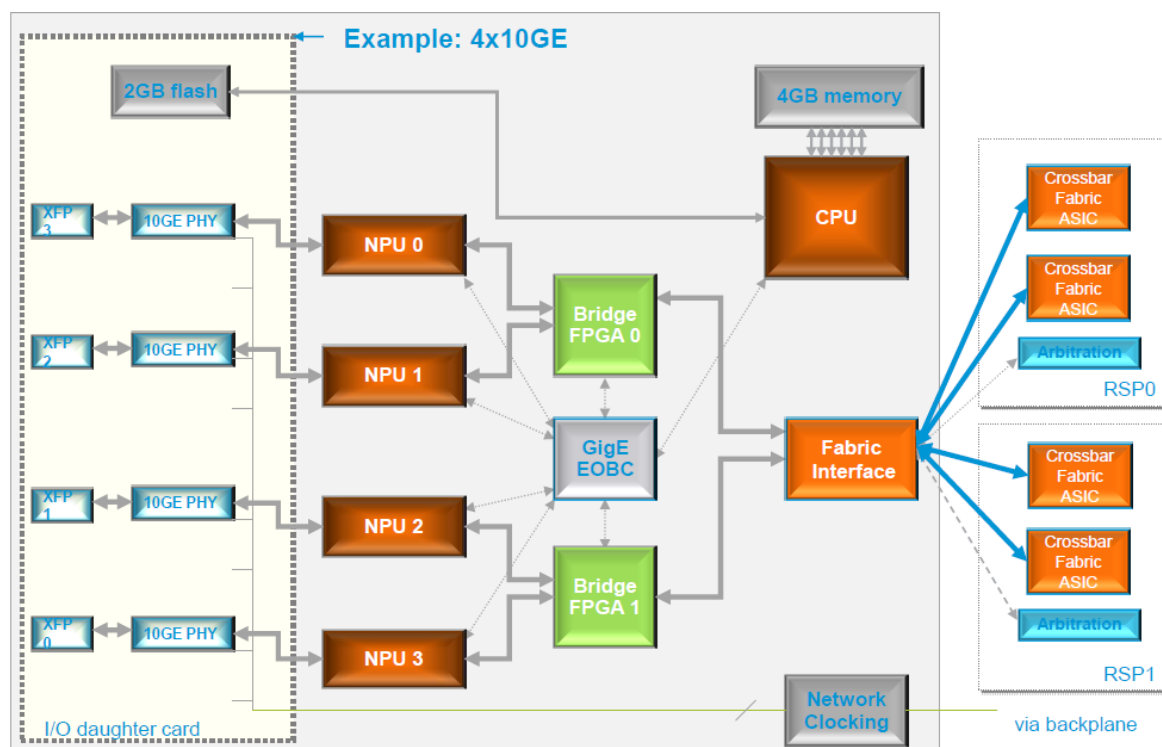 Example: 4x10GE
2GB flash
4GB memory
CPU
XFP
3
10GE PHY
NPU 0
XFP
2
10GE PHY
NPU 1
XFP
1
10GE PHY
NPU 2
XFP
0
10GE PHY
NPU 3
Bridge
FPGA 0
GigE
EOBC
Bridge
FPGA 1
Fabric
Interface
Crossbar
Fabric
ASIC
Crossbar
Fabric
ASIC
Arbitration
RSP0
Crossbar
Fabric
ASIC
Crossbar
Fabric
ASIC
Arbitration
RSP1
Network
Clocking
I/O daughter card
via backplane